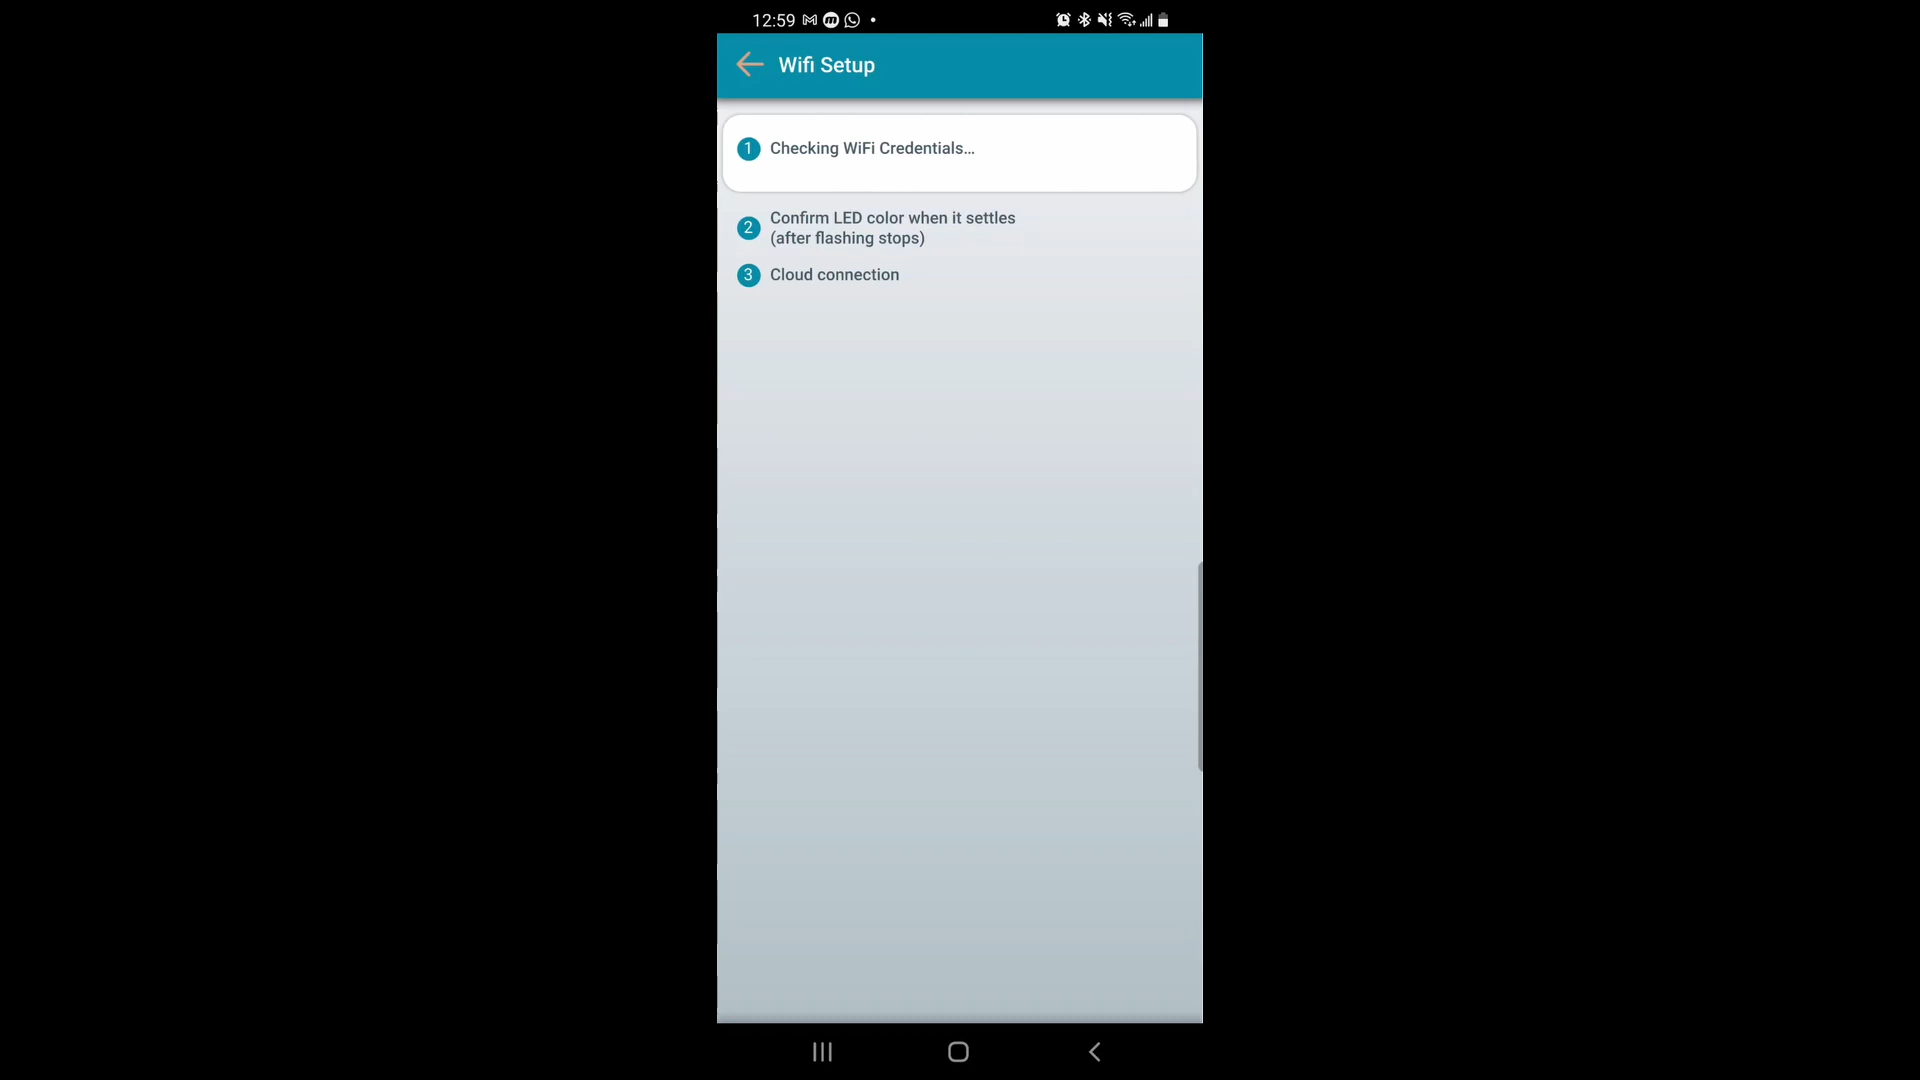 12:59
Wifi Setup
1 Checking WiFi Credentials...
2 Confirm LED color when it settles
(after flashing stops)
3 Cloud connection